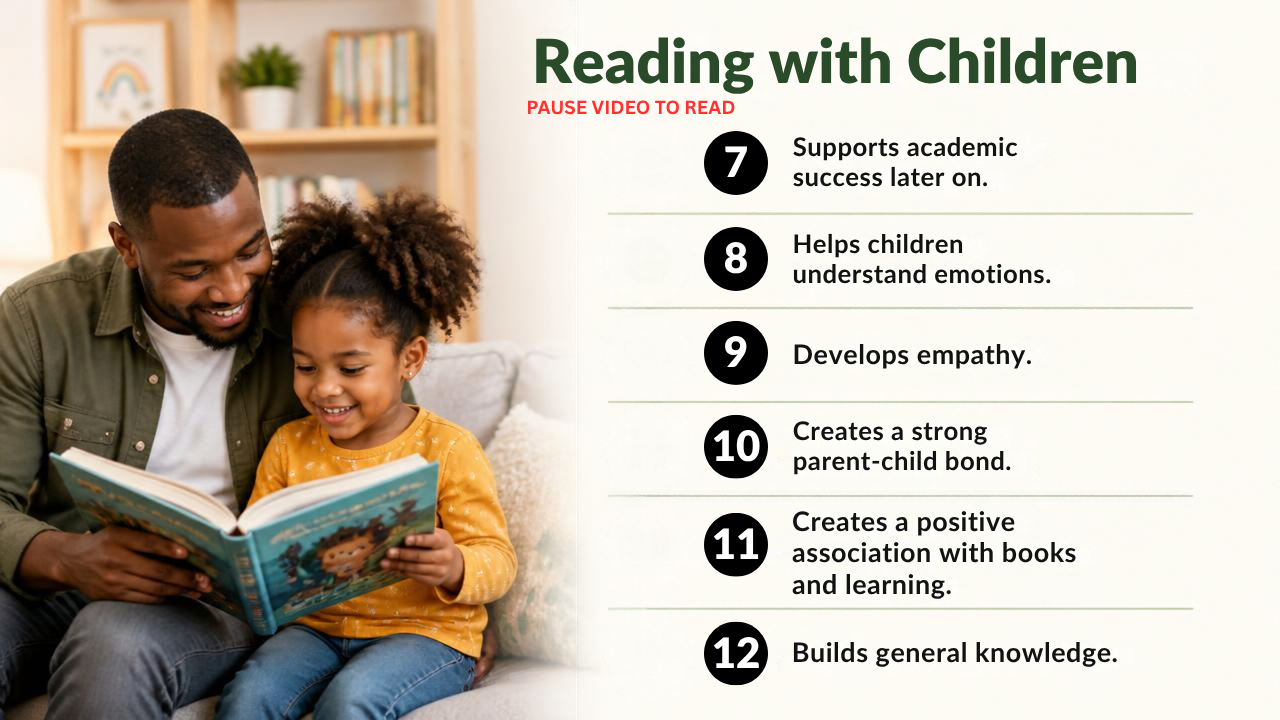 Reading with Children
PAUSE VIDEO TO READ
7
Supports academic
success later on.
8
Helps children
understand emotions.
9
Develops empathy.
10
Creates a strong
parent-child bond.
11
Creates a positive
association with books
and learning.
12
Builds general knowledge.